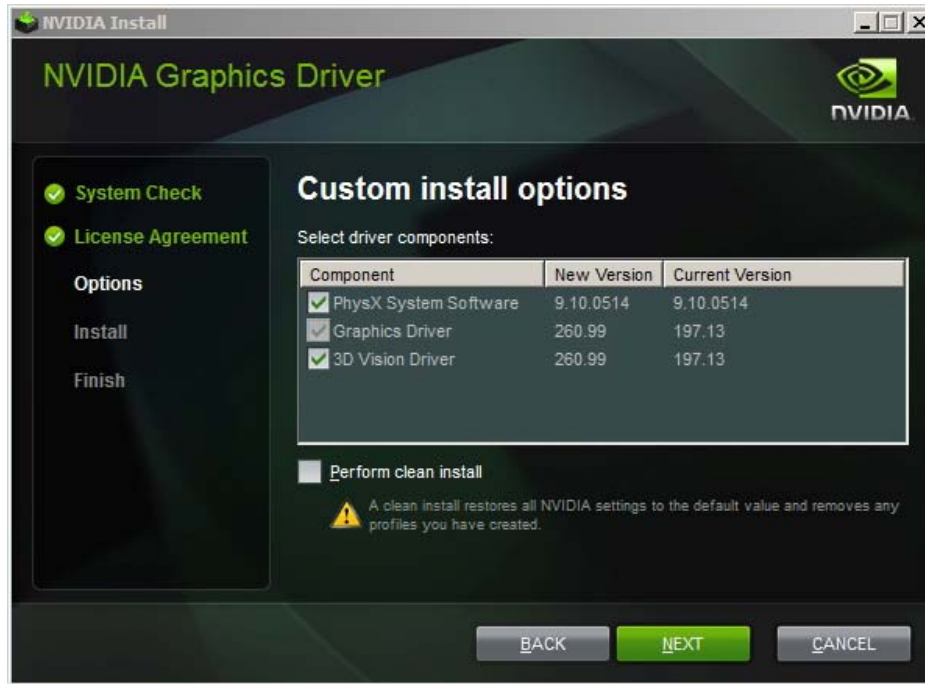 NVIDIA Install
NVIDIA Graphics Driver
NVIDIA.
System Check
License Agreement
Options
Install
Finish
Custom install options
Select driver components:
Component New Version Current Version
PhysX System Software 9.10.0514 9.10.0514
Graphics Driver 260.99 197.13
3D Vision Driver 260.99 197.13
Perform clean install
A clean install restores all NVIDIA settings to the default value and removes any
profiles you have created.
BACK NEXT CANCEL